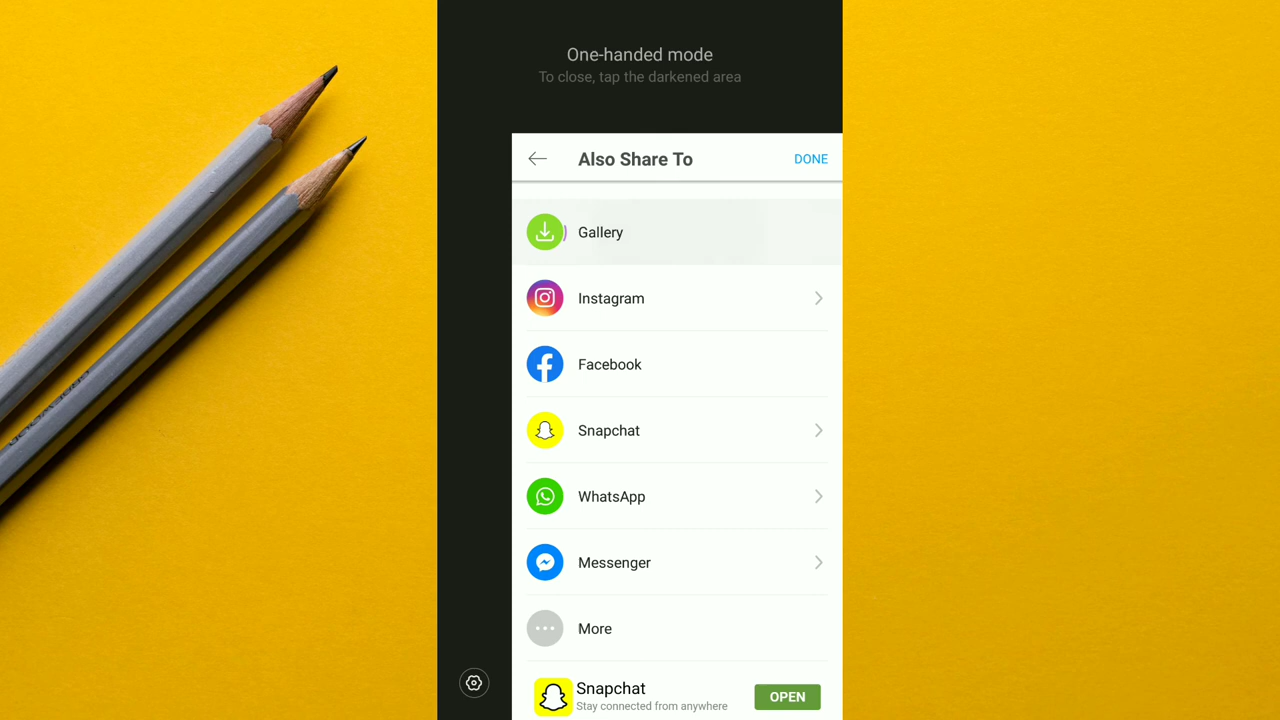 One-handed mode
To close, tap the darkened area
Also Share To
DONE
Gallery
Instagram
Facebook
Snapchat
WhatsApp
Messenger
More
Snapchat
Stay connected from anywhere
OPEN